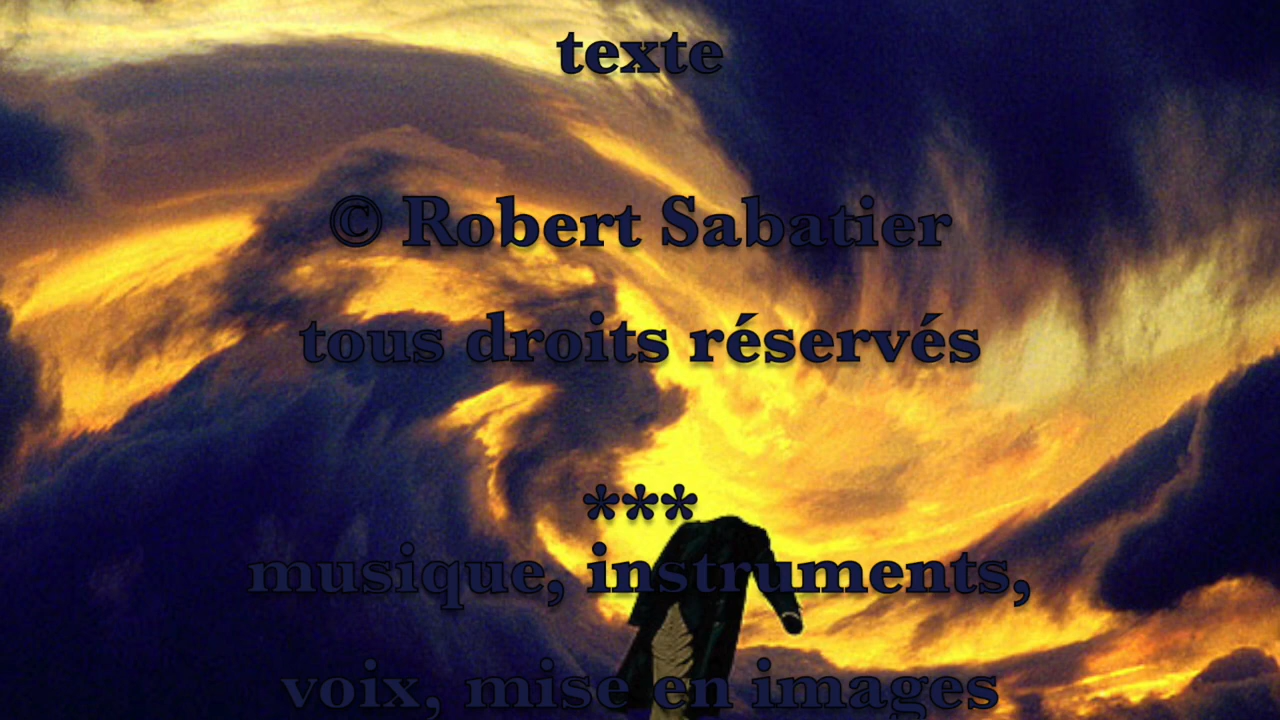 texte
© Robert Sabatier
tous droits réservés
***
musique, instruments,
voix, mise en images